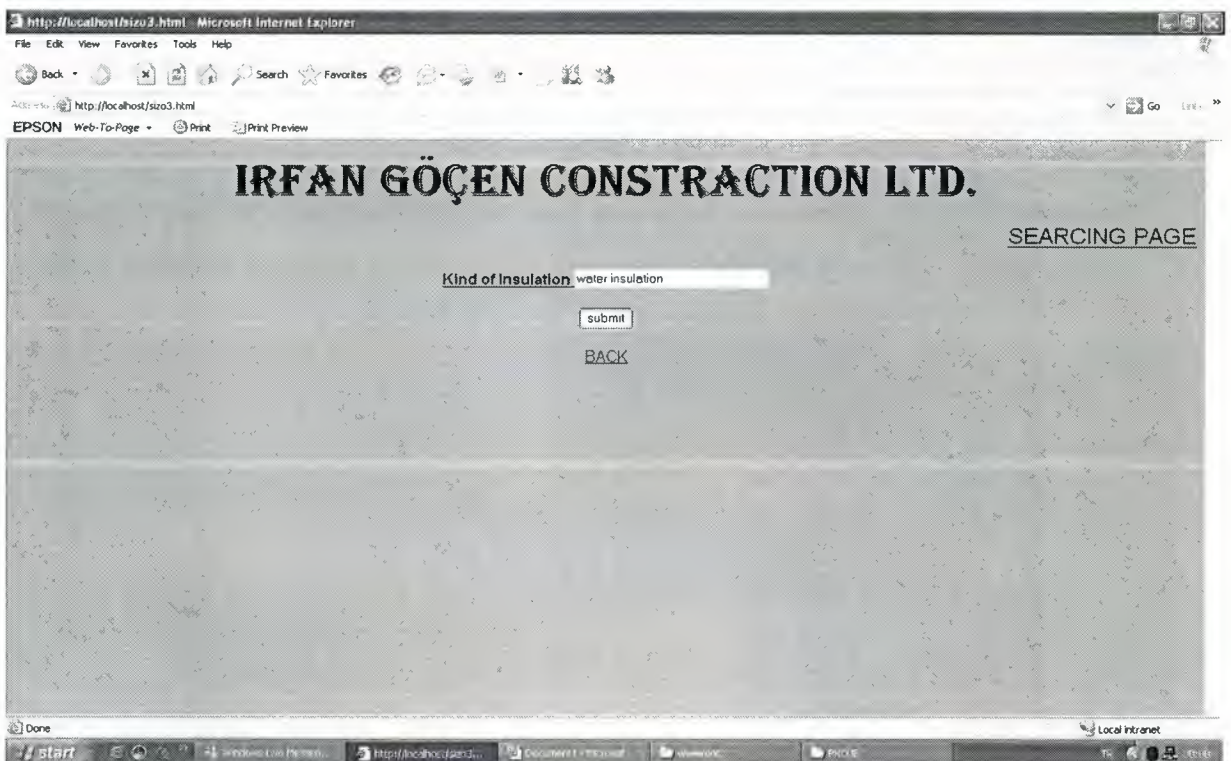 http://localhost/sizo3.html Microsoft Internet Explorer
File Edit View Favorites Tools Help
Back Search Favorites
http://localhost/sizo3.html Go
EPSON Web-To-Page Print Print Preview
IRFAN GÖÇEN CONSTRACTION LTD.
SEARCING PAGE
Kind of Insulation water insulation
submit
BACK
Done Local intranet
start